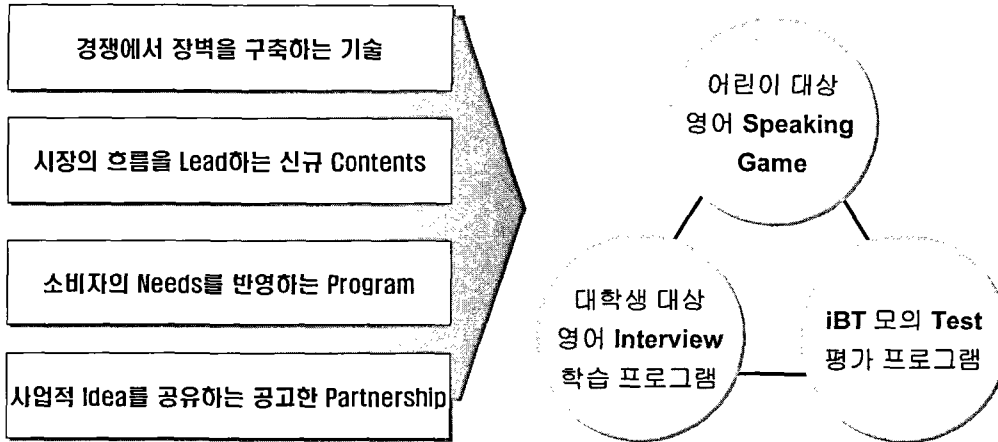 경쟁에서 장벽을 구축하는 기술
시장의 흐름을 Lead하는 신규 Contents
소비자의 Needs를 반영하는 Program
사업적 Idea를 공유하는 공고한 Partnership
어린이 대상
영어 Speaking
Game
대학생 대상
영어 Interview
학습 프로그램
iBT 모의 Test
평가 프로그램